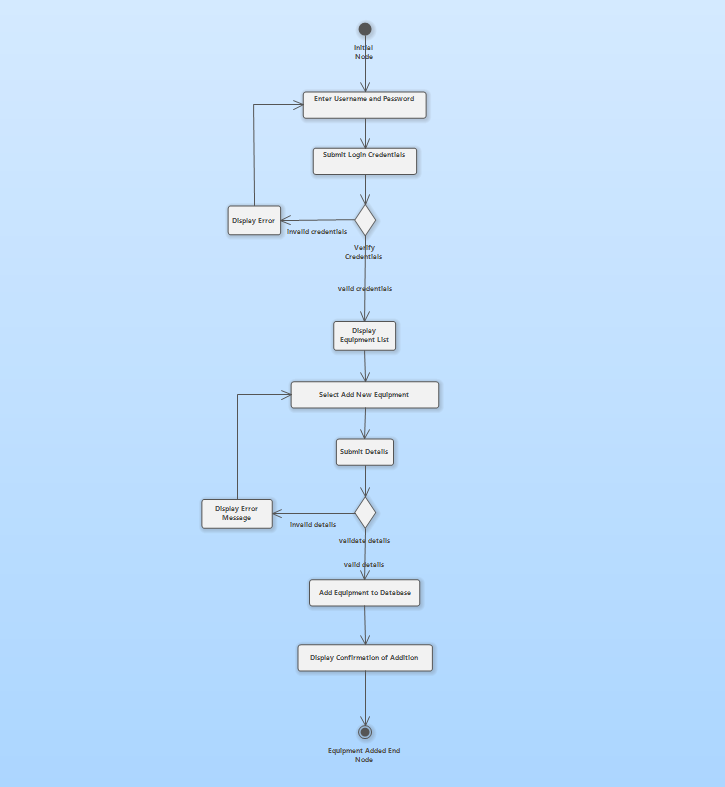 Initial
Node
Enter Username and Password
Submit Login Credentials
Display Error
Invalid credentials
Verify
Credentials
valid credentials
Display
Equipment List
Select Add New Equipment
Submit Details
Display Error
Message
Invalid details
validate details
valid details
Add Equipment to Database
Display Confirmation of Addition
Equipment Added End
Node